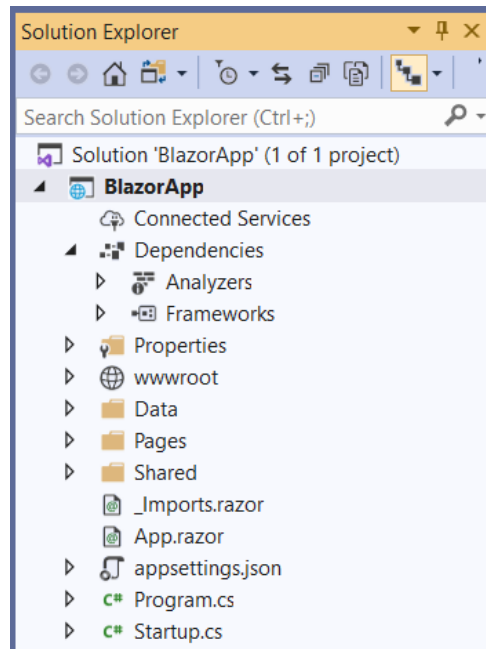 Solution Explorer
Search Solution Explorer (Ctrl+;)
Solution 'BlazorApp' (1 of 1 project)
BlazorApp
Connected Services
Dependencies
Analyzers
Frameworks
Properties
wwwroot
Data
Pages
Shared
_Imports.razor
App.razor
appsettings.json
C# Program.cs
C# Startup.cs